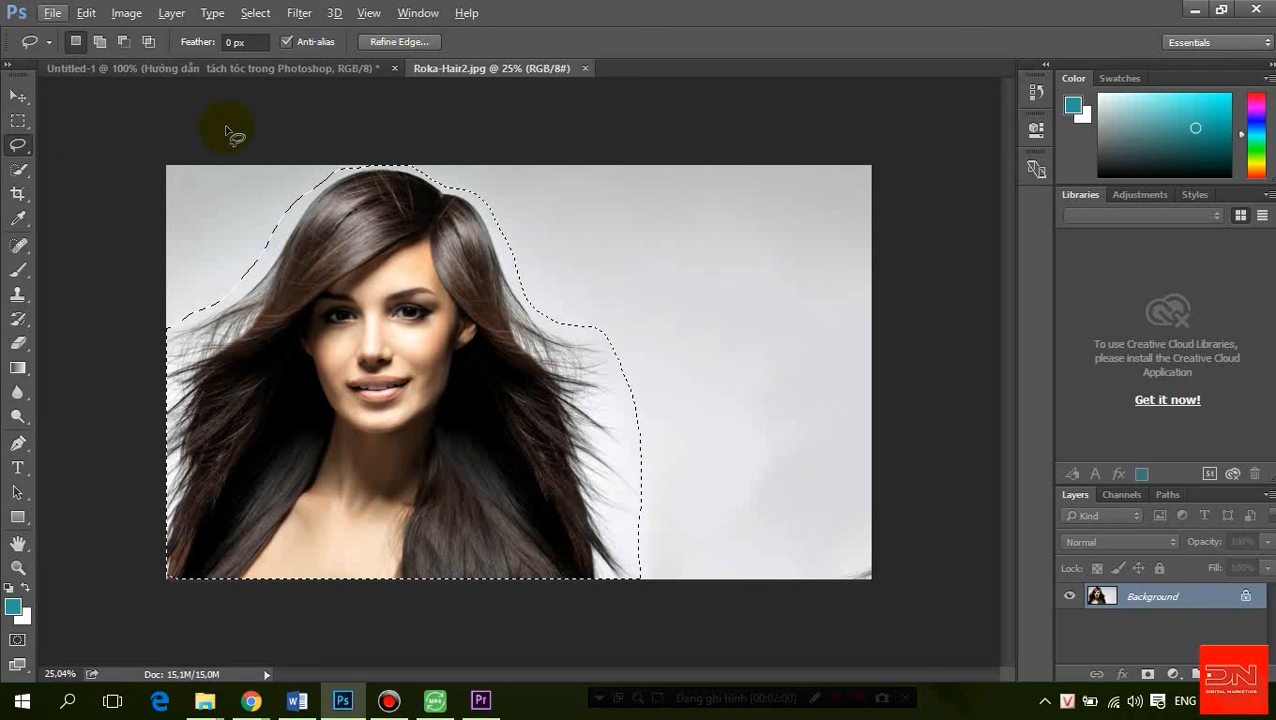 Ps File Edit Image Layer Type Select Filter 3D View Window Help
Feather: 0 px Anti-alias Refine Edge... Essentials
Untitled-1 @ 100% (Hướng dẫn tách tóc trong Photoshop, RGB/8) * × Roka-Hair2.jpg @ 25% (RGB/8#) ×
Color Swatches
Libraries Adjustments Styles
To use Creative Cloud Libraries,
please install the Creative Cloud
Application
Get it now!
Layers Channels Paths
Kind
Normal Opacity: 100%
Lock: Fill: 100%
Background
25,04% Doc: 15,1M/15,0M
Đang ghi hình [00:02:00]
ENG
DN
DIGITAL MARKETING